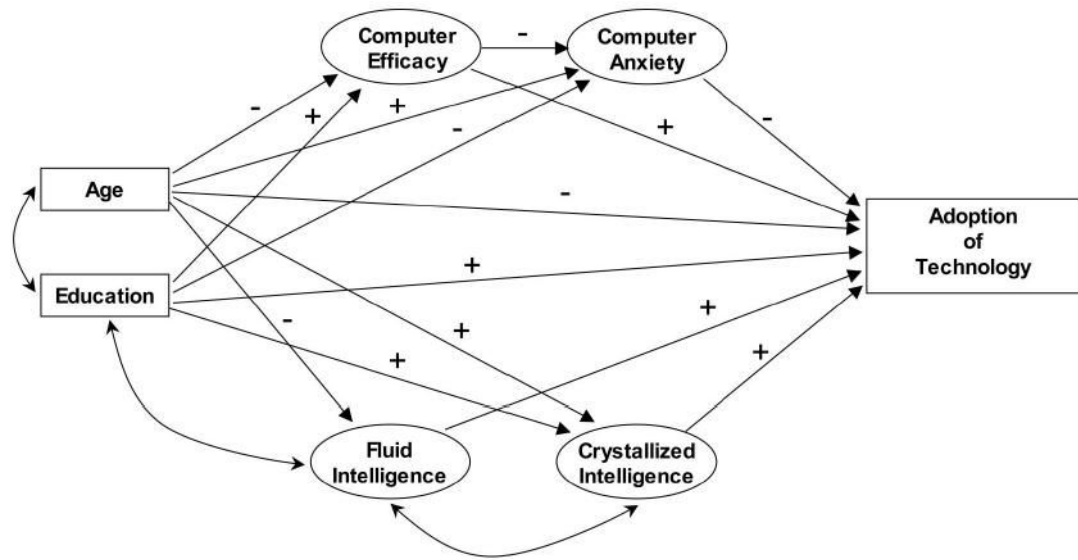 Computer
Efficacy
-
Computer
Anxiety
-
+
+
-
+
-
Age
-
Adoption
of
Technology
Education
+
-
+
+
+
+
Fluid
Intelligence
Crystallized
Intelligence